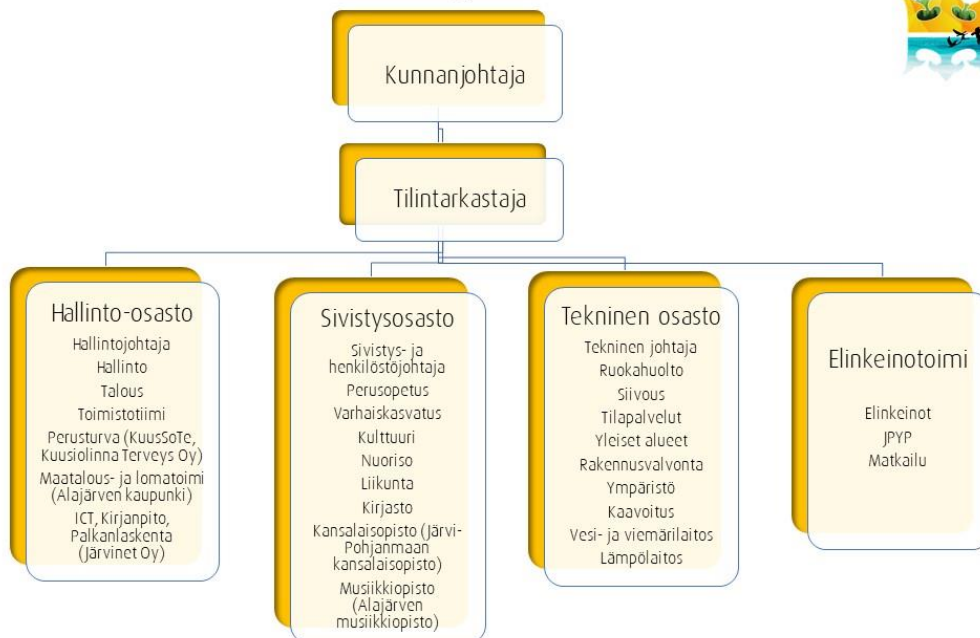 Kunnanjohtaja
Tilintarkastaja
Hallinto-osasto
Hallintojohtaja
Hallinto
Talous
Toimistotiimi
Perusturva (KuusSoTe,
Kuusiolinna Terveys Oy)
Maatalous- ja lomatoimi
(Alajärven kaupunki)
ICT, Kirjanpito,
Palkanlaskenta
(Järvinet Oy)
Sivistysosasto
Sivistys- ja
henkilöstöjohtaja
Perusopetus
Varhaiskasvatus
Kulttuuri
Nuoriso
Liikunta
Kirjasto
Kansalaisopisto (Järvi-
Pohjanmaan
kansalaisopisto)
Musiikkiopisto
(Alajärven
musiikkiopisto)
Tekninen osasto
Tekninen johtaja
Ruokahuolto
Siivous
Tilapalvelut
Yleiset alueet
Rakennusvalvonta
Ympäristö
Kaavoitus
Vesi- ja viemärilaitos
Lämpölaitos
Elinkeinotoimi
Elinkeinot
JPYP
Matkailu